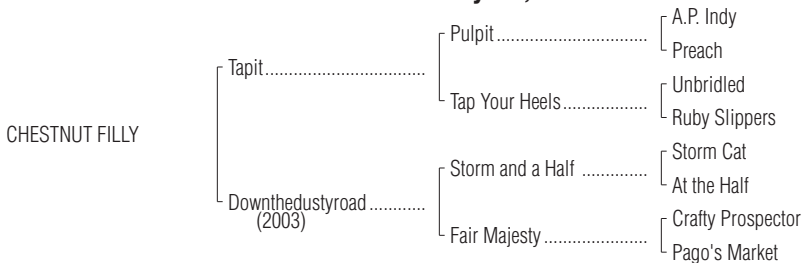 A.P. Indy
Pulpit
Preach
Tapit
Unbridled
Tap Your Heels
Ruby Slippers
CHESTNUT FILLY
Storm Cat
Storm and a Half
At the Half
Downthedustyroad
(2003)
Crafty Prospector
Fair Majesty
Pago's Market